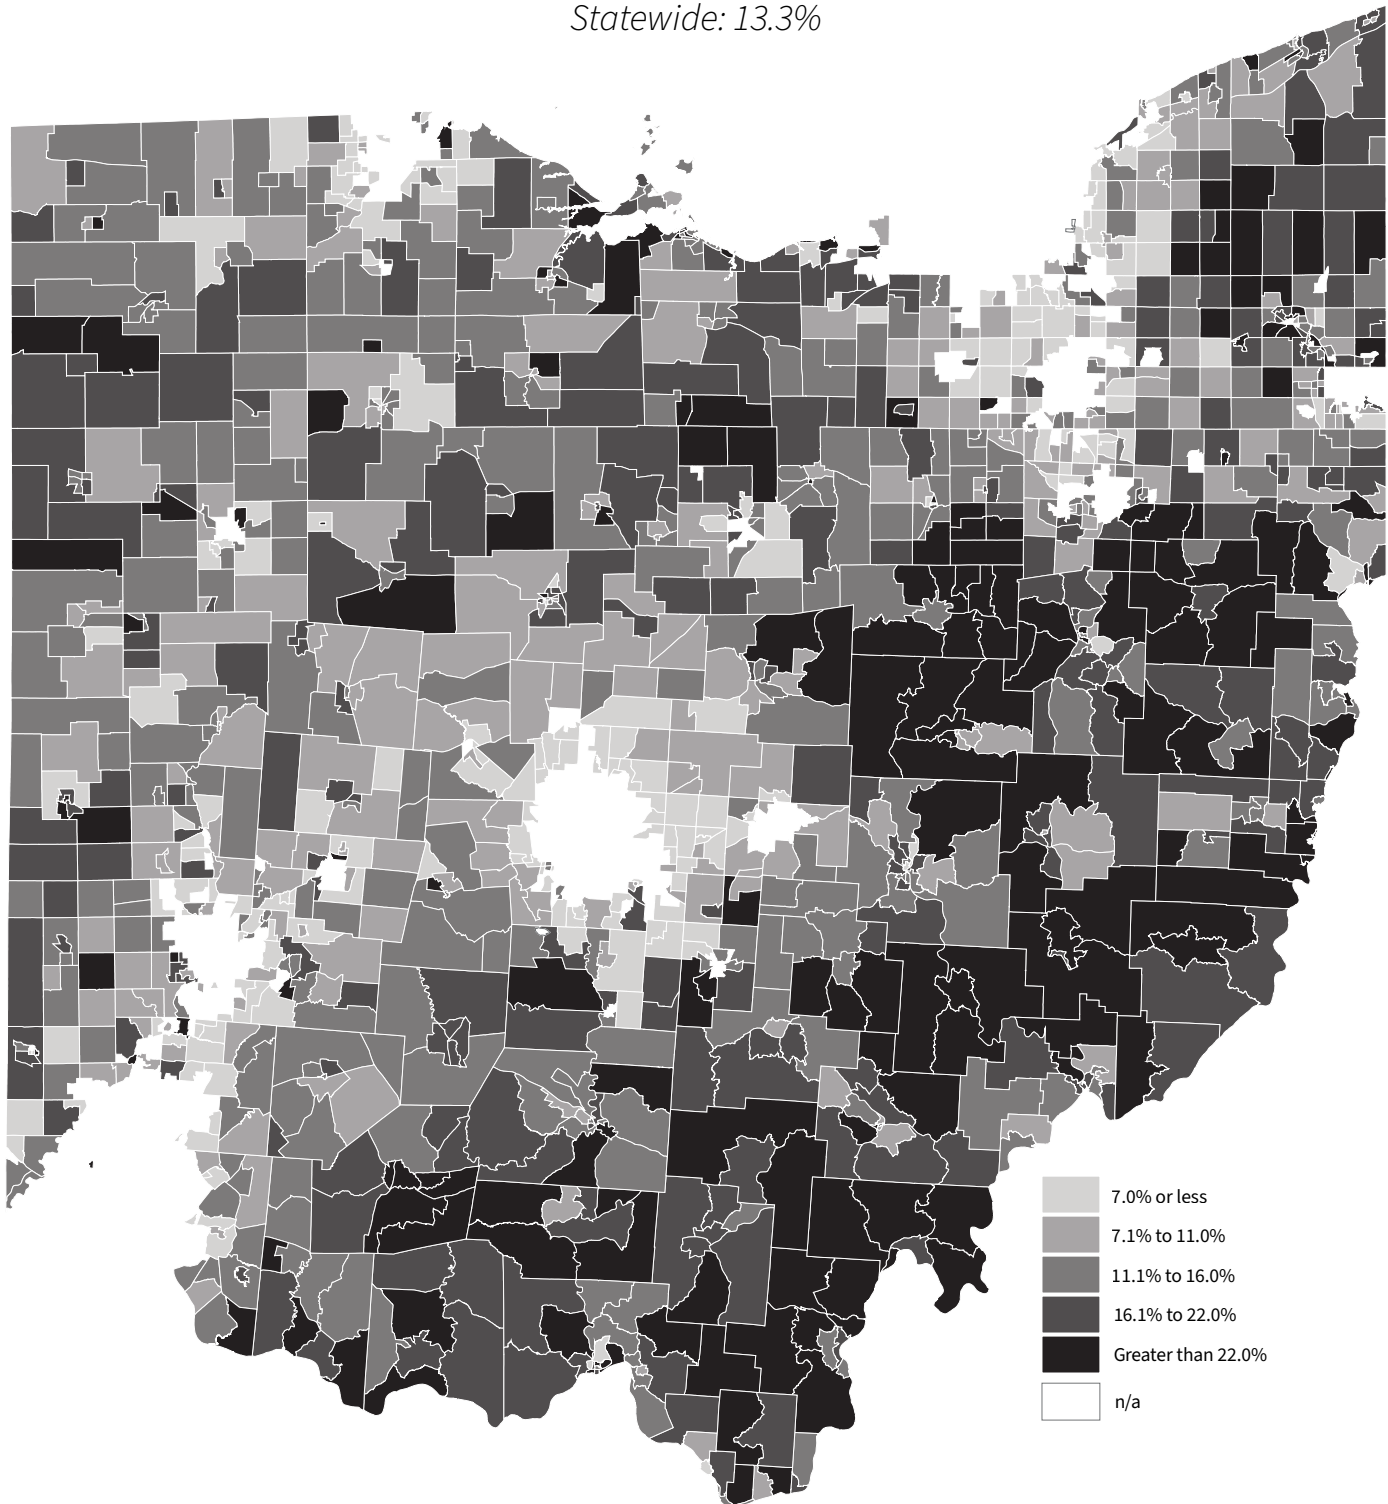 Statewide: 13.3%
7.0% or less
7.1% to 11.0%
11.1% to 16.0%
16.1% to 22.0%
Greater than 22.0%
n/a